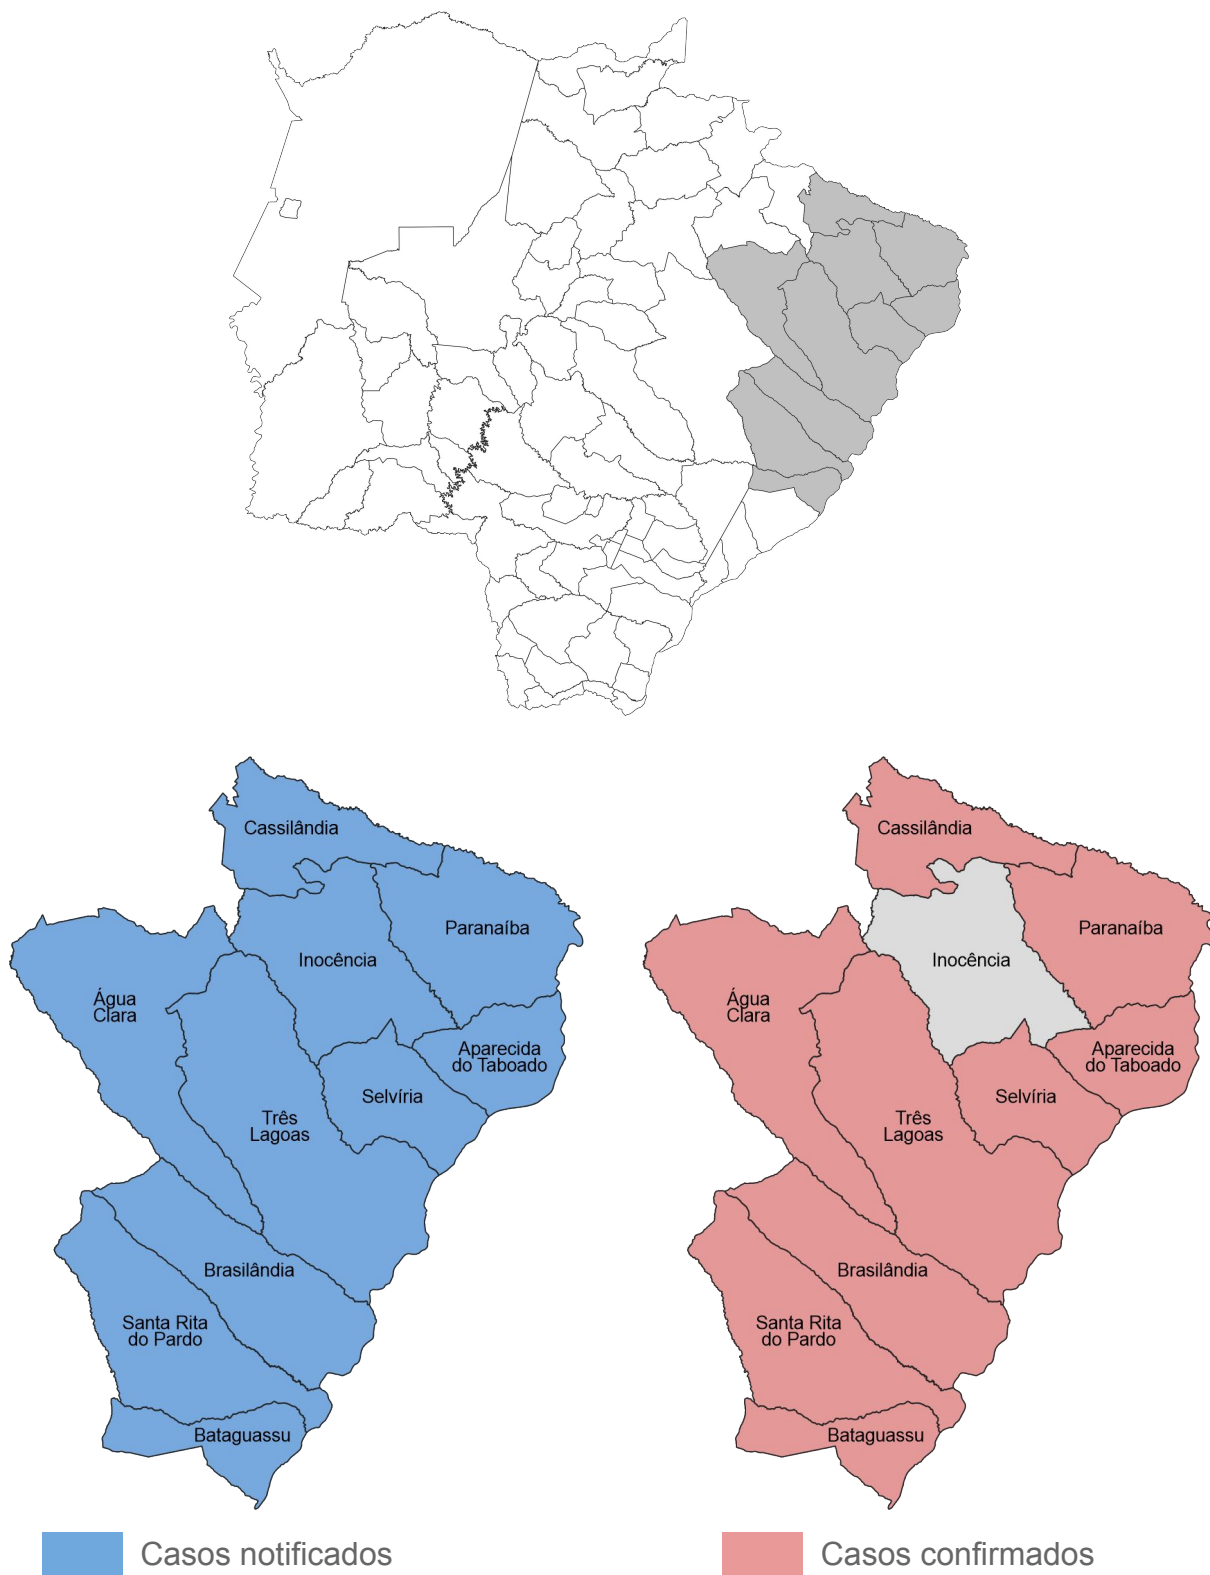 Cassilândia
Paranaíba
Inocência
Água
Clara
Aparecida
do Taboado
Selvíria
Três
Lagoas
Brasilândia
Santa Rita
do Pardo
Bataguassu
Casos notificados
Cassilândia
Paranaíba
Inocência
Água
Clara
Aparecida
do Taboado
Selvíria
Três
Lagoas
Brasilândia
Santa Rita
do Pardo
Bataguassu
Casos confirmados